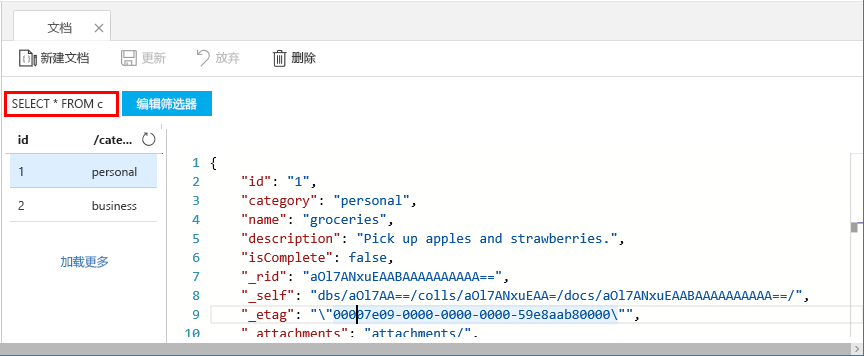 文档
新建文档 更新 放弃 删除
SELECT * FROM c 编辑筛选器
id /cate...
1 personal
2 business
加载更多
1 {
2 "id": "1",
3 "category": "personal",
4 "name": "groceries",
5 "description": "Pick up apples and strawberries.",
6 "isComplete": false,
7 "_rid": "aOl7ANxuEAABAAAAAAAAAA==",
8 "_self": "dbs/aOl7AA==/colls/aOl7ANxuEAA=/docs/aOl7ANxuEAABAAAAAAAAAA==/",
9 "_etag": "\"00007e09-0000-0000-0000-59e8aab80000\"",
10 "_attachments": "attachments/",